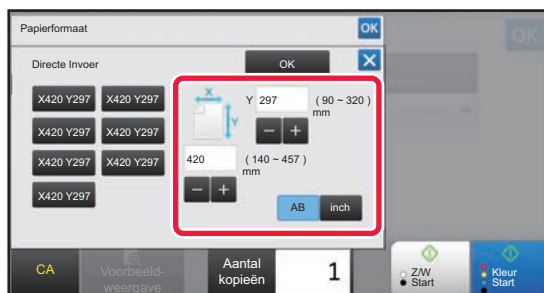 Papierformaat
OK
OK
Directe Invoer
OK
X420 Y297
X420 Y297
X420 Y297
X420 Y297
X420 Y297
X420 Y297
X420 Y297
X
Y
Y 297 (90 ~ 320)
mm
420 (140 ~ 457)
mm
AB
inch
CA
Voorbeeld-
weergave
Aantal
kopieën
1
Z/W
Start
Kleur
Start